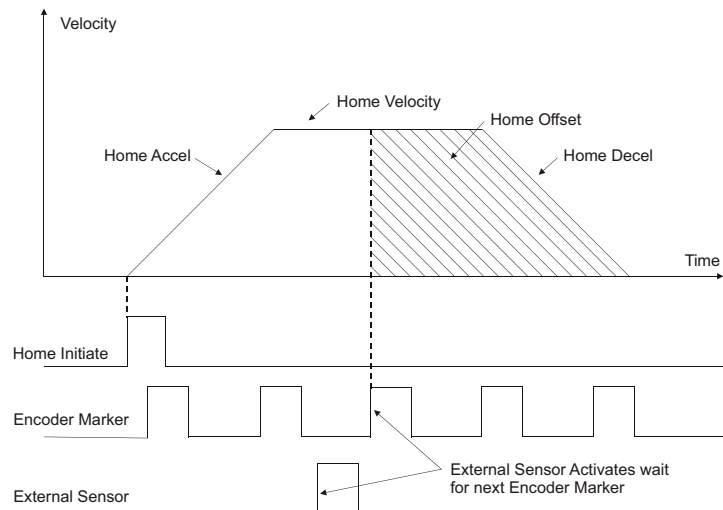 Velocity
Home Velocity
Home Offset
Home Accel
Home Decel
Time
Home Initiate
Encoder Marker
External Sensor Activates wait
for next Encoder Marker
External Sensor